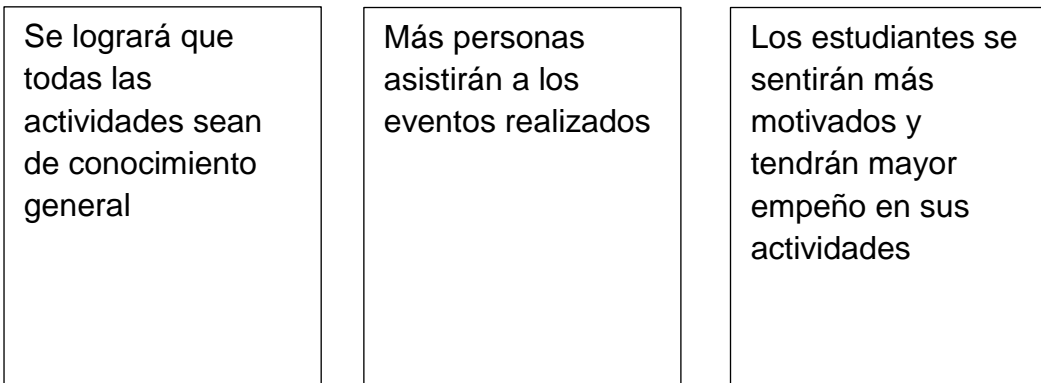 Se logrará que
todas las
actividades sean
de conocimiento
general
Más personas
asistirán a los
eventos realizados
Los estudiantes se
sentirán más
motivados y
tendrán mayor
empeño en sus
actividades